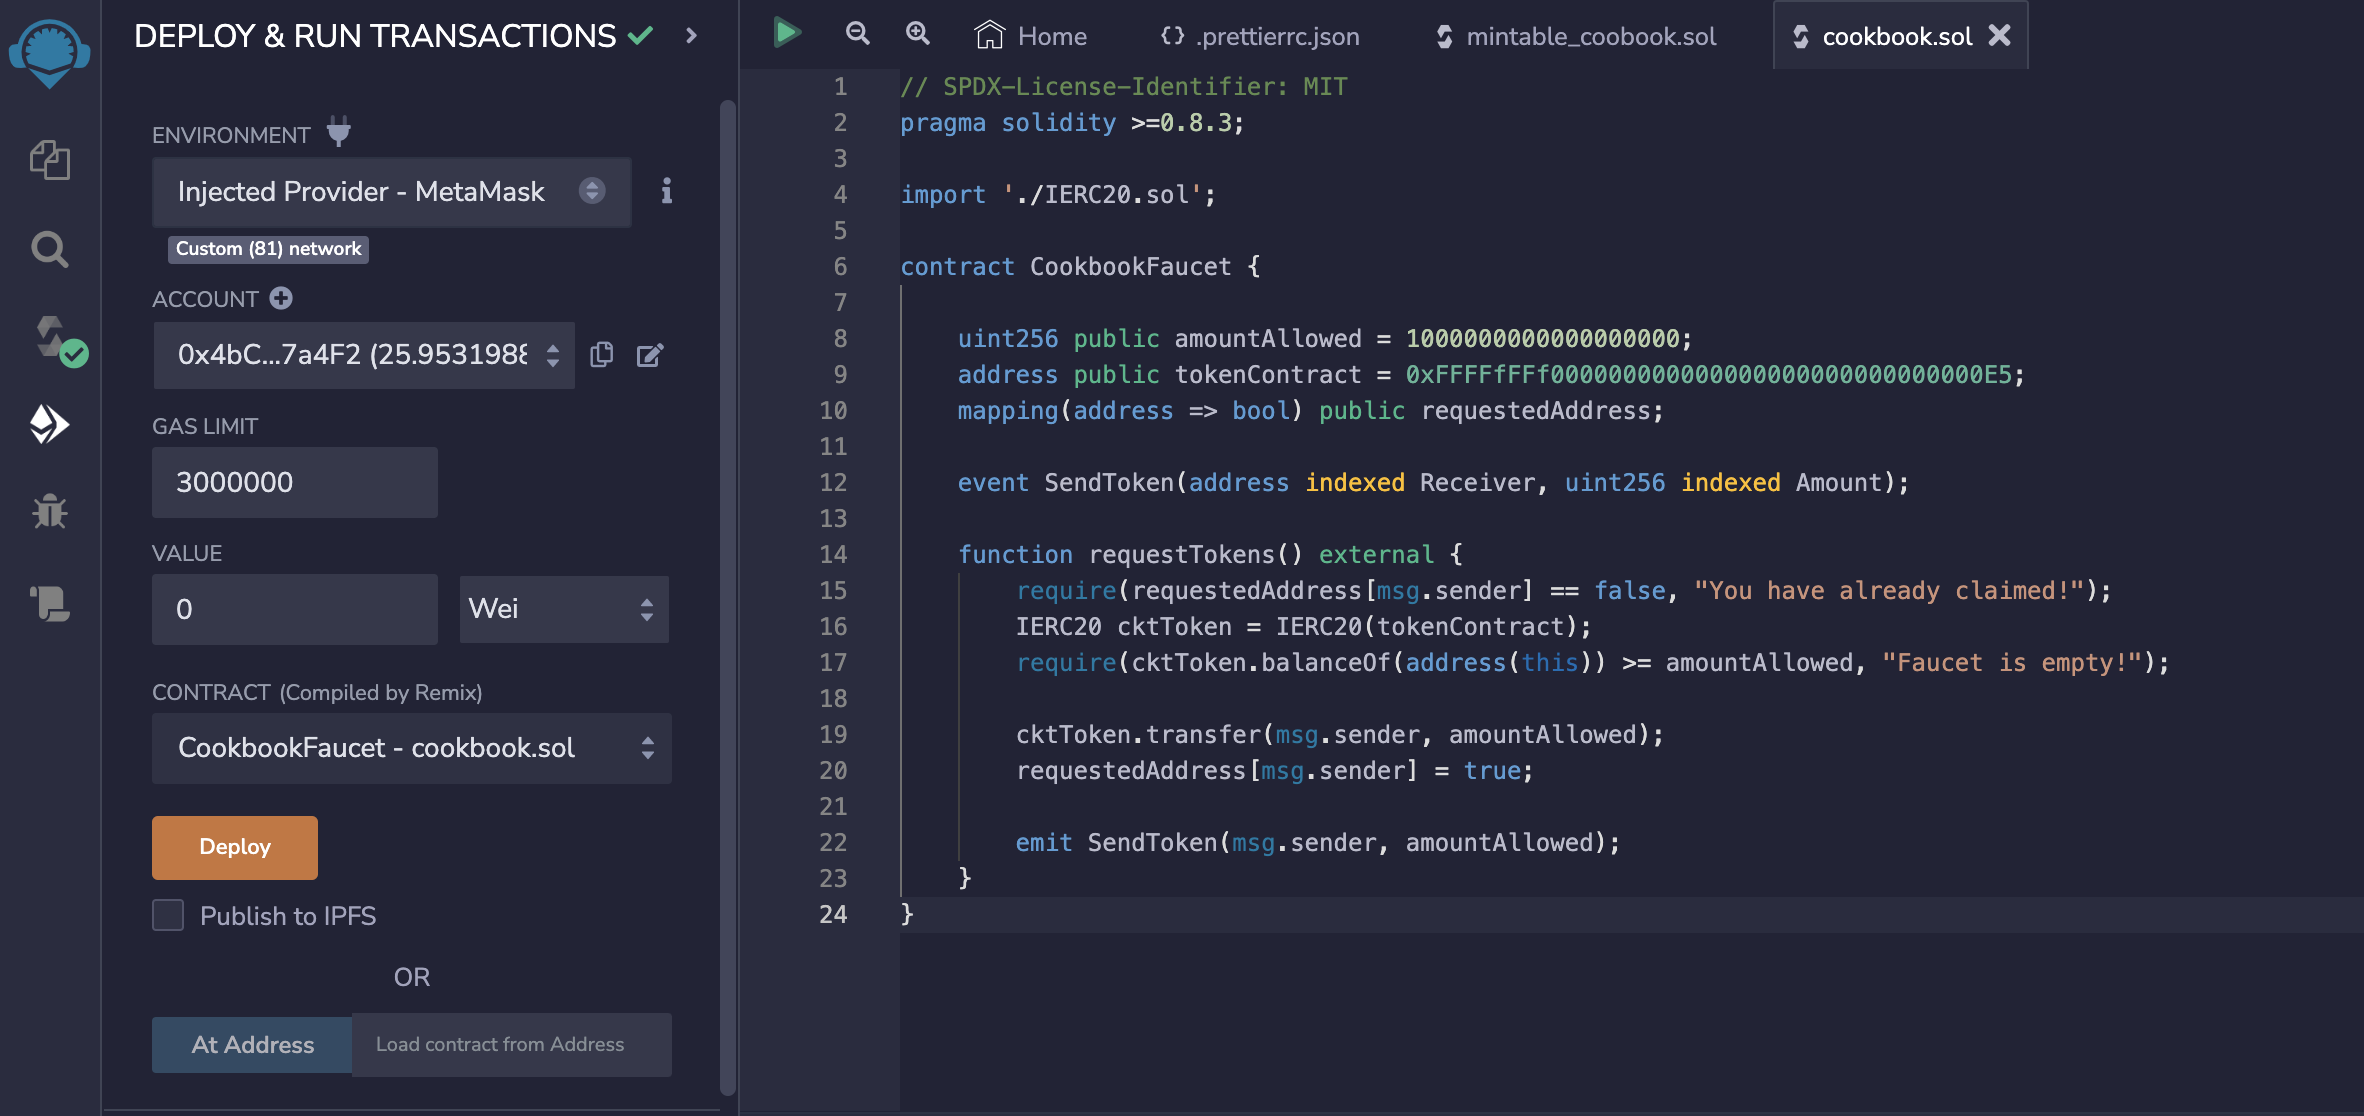 DEPLOY & RUN TRANSACTIONS
ENVIRONMENT
Injected Provider - MetaMask
Custom (81) network
ACCOUNT
0x4bC...7a4F2 (25.9531988
GAS LIMIT
3000000
VALUE
0
Wei
CONTRACT (Compiled by Remix)
CookbookFaucet - cookbook.sol
Deploy
Publish to IPFS
OR
At Address
Load contract from Address
Home
{} .prettierrc.json
mintable_coobook.sol
cookbook.sol
1 // SPDX-License-Identifier: MIT
2 pragma solidity >=0.8.3;
3
4 import './IERC20.sol';
5
6 contract CookbookFaucet {
7
8 uint256 public amountAllowed = 1000000000000000000;
9 address public tokenContract = 0xFFFFfFFf000000000000000000000000000000E5;
10 mapping(address => bool) public requestedAddress;
11
12 event SendToken(address indexed Receiver, uint256 indexed Amount);
13
14 function requestTokens() external {
15 require(requestedAddress[msg.sender] == false, "You have already claimed!");
16 IERC20 cktToken = IERC20(tokenContract);
17 require(cktToken.balanceOf(address(this)) >= amountAllowed, "Faucet is empty!");
18
19 cktToken.transfer(msg.sender, amountAllowed);
20 requestedAddress[msg.sender] = true;
21
22 emit SendToken(msg.sender, amountAllowed);
23 }
24 }